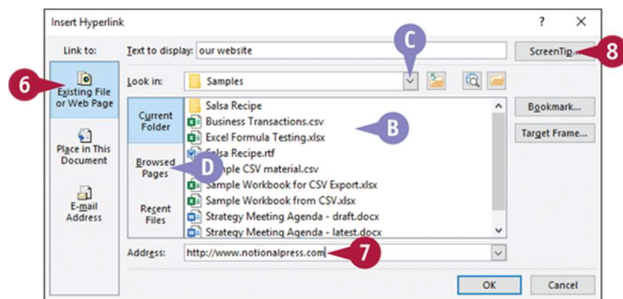 Insert Hyperlink ? ×
Link to: Text to display: our website ScreenTip... 8
C
6
Existing File or Web Page
Look in: Samples
Place in This Document
E-mail Address
Current Folder
Browsed Pages
D
Recent Files
Salsa Recipe
Business Transactions.csv
B
Excel Formula Testing.xlsx
Salsa Recipe.rtf
Sample CSV material.csv
Sample Workbook for CSV Export.xlsx
Sample Workbook from CSV.xlsx
Strategy Meeting Agenda - draft.docx
Strategy Meeting Agenda - latest.docx
Bookmark...
Target Frame...
Address: http://www.notionalpress.com 7
OK Cancel